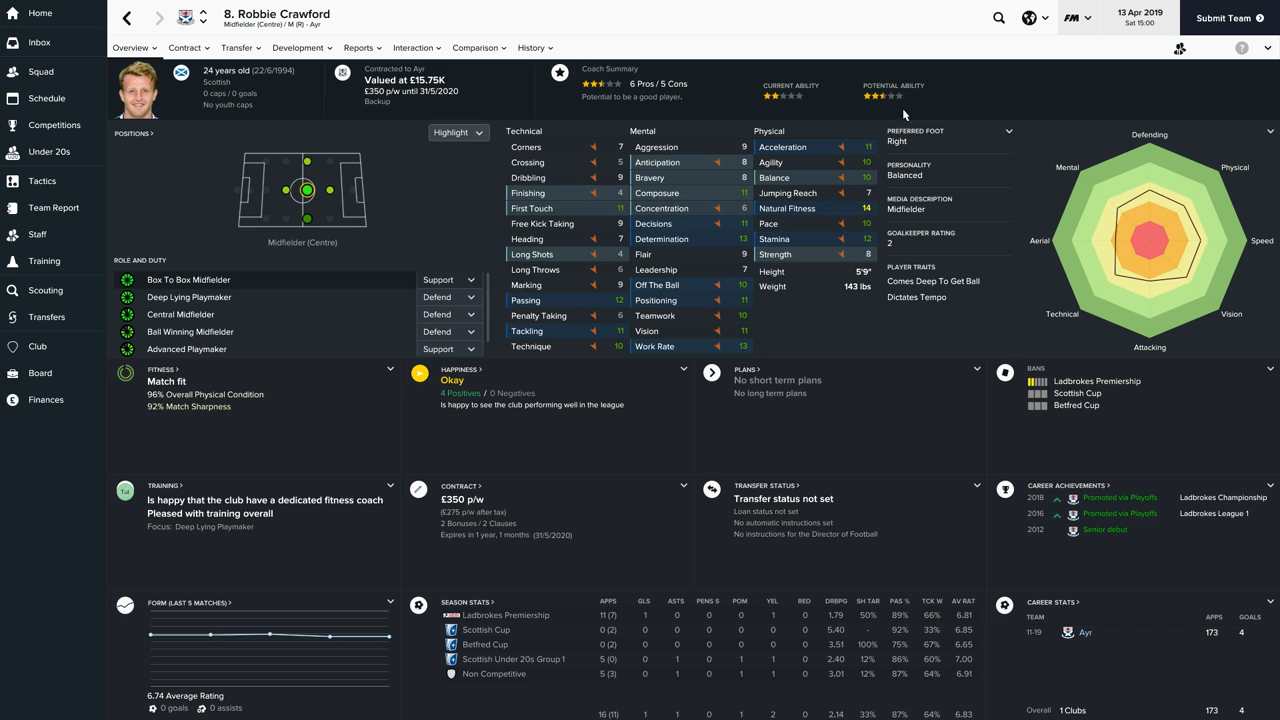 Home
Inbox
Squad
Schedule
Competitions
Under 20s
Tactics
Team Report
Staff
Training
Scouting
Transfers
Club
Board
Finances
8. Robbie Crawford
Midfielder (Centre) / M (R) - Ayr
FM
13 Apr 2019
Sat 15:00
Submit Team
Overview
Contract
Transfer
Development
Reports
Interaction
Comparison
History
?
24 years old (22/6/1994)
Scottish
0 caps / 0 goals
No youth caps
Contracted to Ayr
Valued at £15.75K
£350 p/w until 31/5/2020
Backup
Coach Summary
6 Pros / 5 Cons
Potential to be a good player.
CURRENT ABILITY
POTENTIAL ABILITY
POSITIONS >
Highlight
Midfielder (Centre)
ROLE AND DUTY
Box To Box Midfielder Support
Deep Lying Playmaker Defend
Central Midfielder Defend
Ball Winning Midfielder Defend
Advanced Playmaker Support
Technical
Corners 7
Crossing 5
Dribbling 9
Finishing 4
First Touch 11
Free Kick Taking 9
Heading 7
Long Shots 4
Long Throws 6
Marking 9
Passing 12
Penalty Taking 6
Tackling 11
Technique 10
Mental
Aggression 9
Anticipation 8
Bravery 8
Composure 11
Concentration 6
Decisions 11
Determination 13
Flair 9
Leadership 7
Off The Ball 10
Positioning 11
Teamwork 10
Vision 11
Work Rate 13
Physical
Acceleration 11
Agility 10
Balance 10
Jumping Reach 7
Natural Fitness 14
Pace 10
Stamina 12
Strength 8
Height 5'9"
Weight 143 lbs
PREFERRED FOOT
Right
PERSONALITY
Balanced
MEDIA DESCRIPTION
Midfielder
GOALKEEPER RATING
2
PLAYER TRAITS
Comes Deep To Get Ball
Dictates Tempo
Defending
Physical
Speed
Vision
Attacking
Technical
Aerial
Mental
FITNESS >
Match fit
96% Overall Physical Condition
92% Match Sharpness
HAPPINESS >
Okay
4 Positives / 0 Negatives
Is happy to see the club performing well in the league
PLANS >
No short term plans
No long term plans
BANS
Ladbrokes Premiership
Scottish Cup
Betfred Cup
TRAINING >
Tut
Is happy that the club have a dedicated fitness coach
Pleased with training overall
Focus: Deep Lying Playmaker
CONTRACT >
£350 p/w
(£275 p/w after tax)
2 Bonuses / 2 Clauses
Expires in 1 year, 1 months (31/5/2020)
TRANSFER STATUS >
Transfer status not set
Loan status not set
No automatic instructions set
No instructions for the Director of Football
CAREER ACHIEVEMENTS >
2018 Promoted via Playoffs Ladbrokes Championship
2016 Promoted via Playoffs Ladbrokes League 1
2012 Senior debut
FORM (LAST 5 MATCHES) >
6.74 Average Rating
0 goals 0 assists
SEASON STATS > APPS GLS ASTS PENS S POM YEL RED DRBPG SH TAR PAS % TCK W AV RAT
Ladbrokes Premiership 11 (7) 1 0 0 0 1 0 1.79 50% 89% 66% 6.81
Scottish Cup 0 (2) 0 0 0 0 0 0 5.40 - 92% 33% 6.85
Betfred Cup 0 (2) 0 0 0 0 0 0 3.51 100% 75% 67% 6.65
Scottish Under 20s Group 1 5 (0) 0 1 0 1 1 0 2.40 12% 86% 60% 7.00
Non Competitive 5 (3) 0 1 0 1 1 0 3.01 12% 87% 64% 6.91
16 (11) 1 1 0 1 2 0 2.14 33% 87% 64% 6.83
CAREER STATS >
TEAM APPS GOALS
11-19 Ayr 173 4
Overall 1 Clubs 173 4